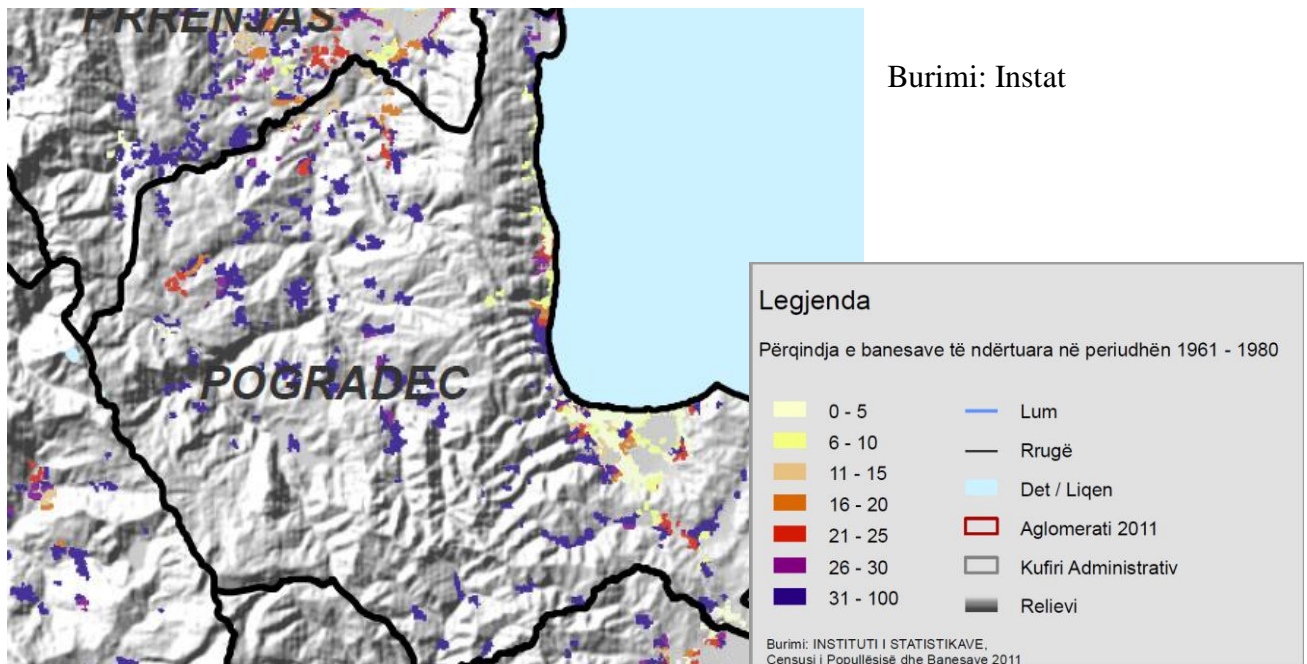 PRRENJAS
Burimi: Instat
POGRADEC
Legjenda
Përqindja e banesave të ndërtuara në periudhën 1961 - 1980
0 - 5
6 - 10
11 - 15
16 - 20
21 - 25
26 - 30
31 - 100
Lum
Rrugë
Det / Liqen
Aglomerati 2011
Kufiri Administrativ
Relievi
Burimi: INSTITUTI I STATISTIKAVE,
Censusi i Popullësisë dhe Banesave 2011